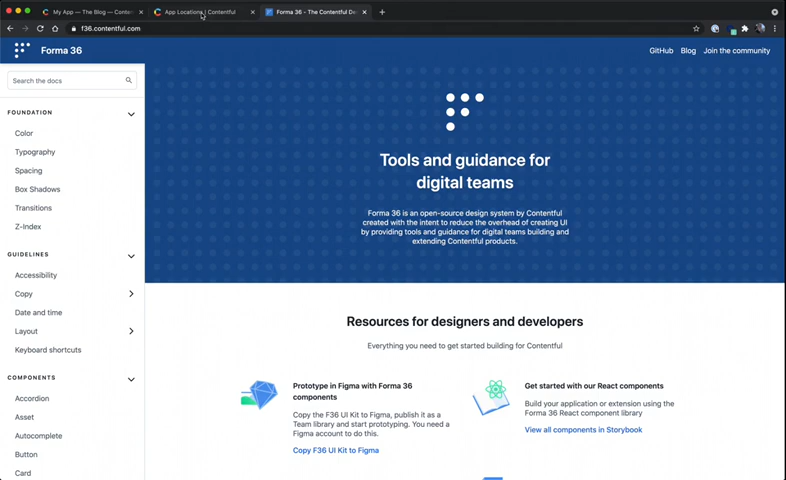 My App — The Blog — Conten
App Locations | Contentful
Forma 36 - The Contentful De
f36.contentful.com
Forma 36
GitHub
Blog
Join the community
Search the docs
FOUNDATION
Color
Typography
Spacing
Box Shadows
Transitions
Z-Index
GUIDELINES
Accessibility
Copy
Date and time
Layout
Keyboard shortcuts
COMPONENTS
Accordion
Asset
Autocomplete
Button
Card
Tools and guidance for
digital teams
Forma 36 is an open-source design system by Contentful
created with the intent to reduce the overhead of creating UI
by providing tools and guidance for digital teams building and
extending Contentful products.
Resources for designers and developers
Everything you need to get started building for Contentful
Prototype in Figma with Forma 36
components
Copy the F36 UI Kit to Figma, publish it as a
Team library and start prototyping. You need a
Figma account to do this.
Copy F36 UI Kit to Figma
Get started with our React components
Build your application or extension using the
Forma 36 React component library
View all components in Storybook